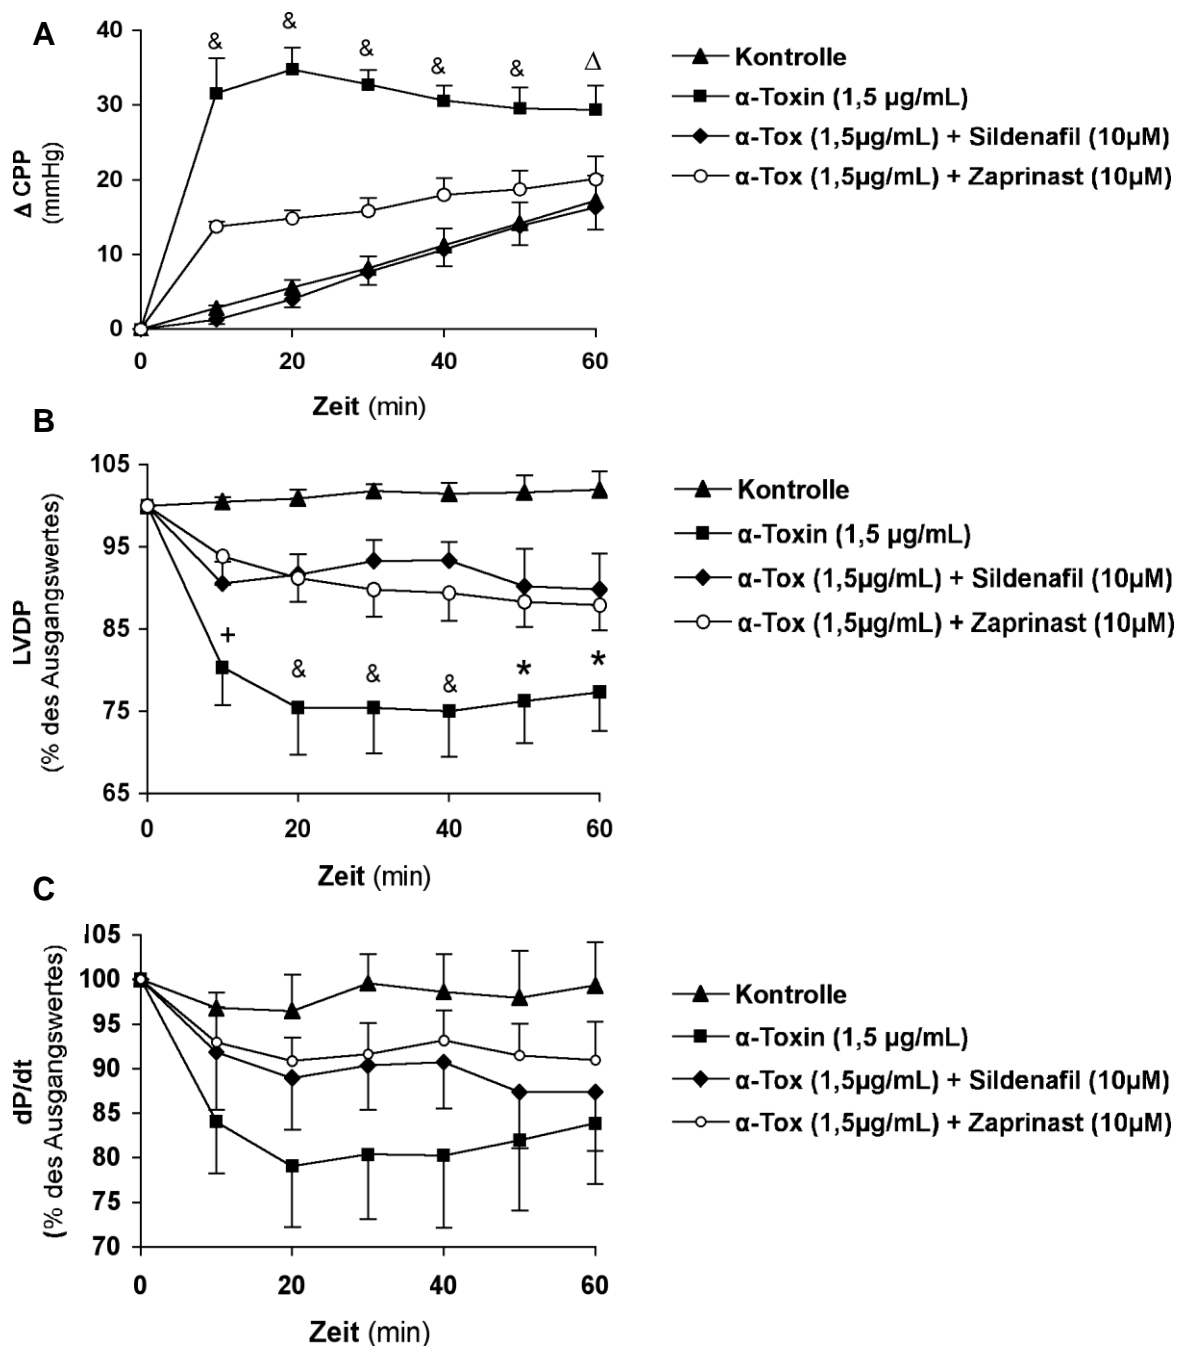 A
& & & & & Δ
40
30
20
10
0
Δ CPP
(mmHg)
0 20 40 60
Zeit (min)
Kontrolle
α-Toxin (1,5 µg/mL)
α-Tox (1,5µg/mL) + Sildenafil (10µM)
α-Tox (1,5µg/mL) + Zaprinast (10µM)
B
105
95
85
75
65
LVDP
(% des Ausgangswertes)
+ & & & * *
0 20 40 60
Zeit (min)
Kontrolle
α-Toxin (1,5 µg/mL)
α-Tox (1,5µg/mL) + Sildenafil (10µM)
α-Tox (1,5µg/mL) + Zaprinast (10µM)
C
105
100
95
90
85
80
75
70
dP/dt
(% des Ausgangswertes)
0 20 40 60
Zeit (min)
Kontrolle
α-Toxin (1,5 µg/mL)
α-Tox (1,5µg/mL) + Sildenafil (10µM)
α-Tox (1,5µg/mL) + Zaprinast (10µM)